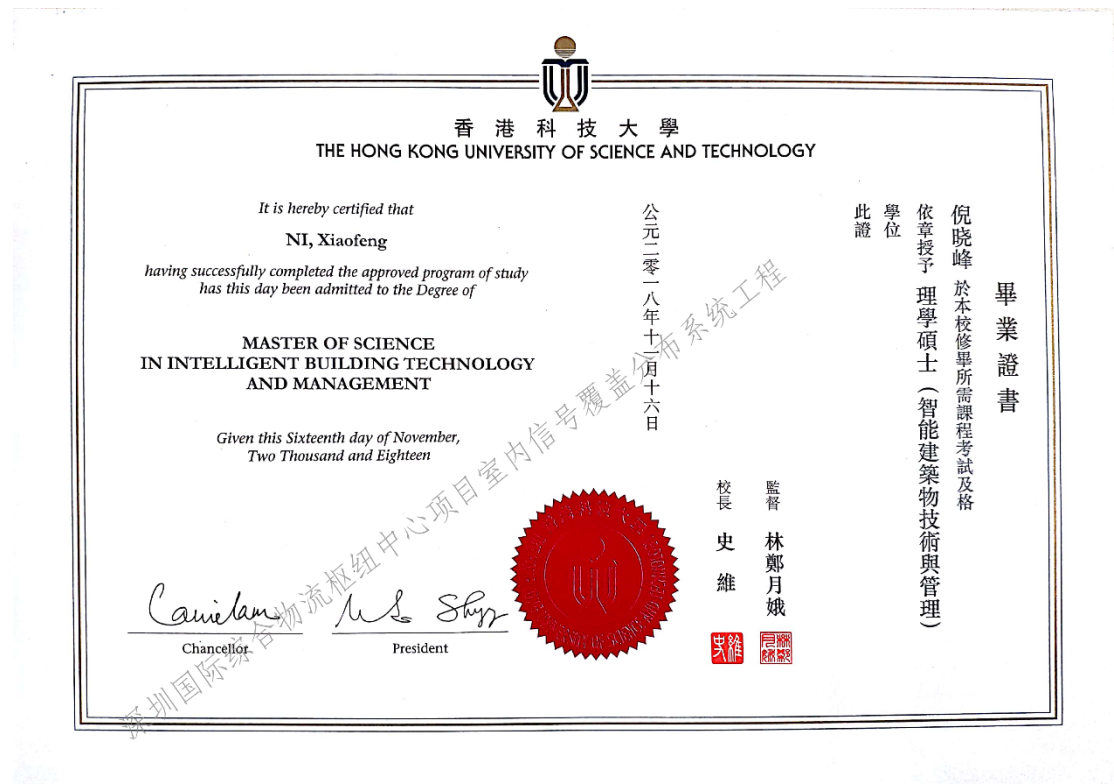 香港科技大學
THE HONG KONG UNIVERSITY OF SCIENCE AND TECHNOLOGY
It is hereby certified that
NI, Xiaofeng
having successfully completed the approved program of study
has this day been admitted to the Degree of
MASTER OF SCIENCE
IN INTELLIGENT BUILDING TECHNOLOGY
AND MANAGEMENT
Given this Sixteenth day of November,
Two Thousand and Eighteen
Chancellor
President
畢業證書
倪晓峰 於本校修畢所需課程考試及格
依章授予 理學碩士（智能建築物技術與管理）
學位
此證
監督 林鄭月娥
校長 史維
公元二零一八年十一月十六日
深圳国际综合物流枢纽中心项目室内信号覆盖分布系统工程